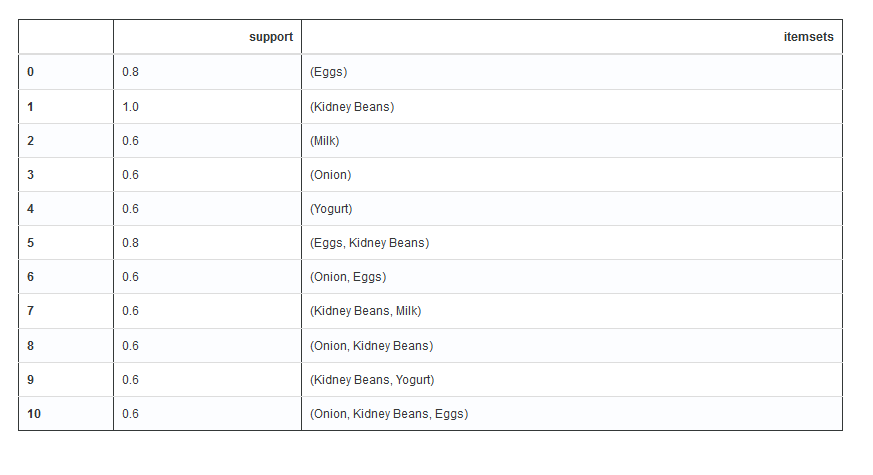 support itemsets
0 0.8 (Eggs)
1 1.0 (Kidney Beans)
2 0.6 (Milk)
3 0.6 (Onion)
4 0.6 (Yogurt)
5 0.8 (Eggs, Kidney Beans)
6 0.6 (Onion, Eggs)
7 0.6 (Kidney Beans, Milk)
8 0.6 (Onion, Kidney Beans)
9 0.6 (Kidney Beans, Yogurt)
10 0.6 (Onion, Kidney Beans, Eggs)